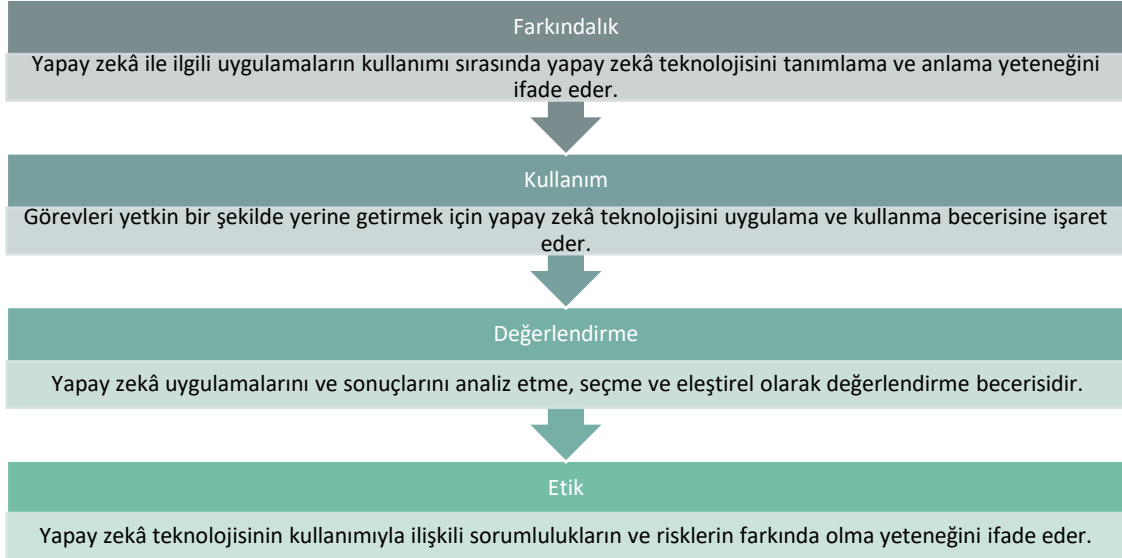 Farkındalık
Yapay zekâ ile ilgili uygulamaların kullanımı sırasında yapay zekâ teknolojisini tanımlama ve anlama yeteneğini
ifade eder.
Kullanım
Görevleri yetkin bir şekilde yerine getirmek için yapay zekâ teknolojisini uygulama ve kullanma becerisine işaret
eder.
Değerlendirme
Yapay zekâ uygulamalarını ve sonuçlarını analiz etme, seçme ve eleştirel olarak değerlendirme becerisidir.
Etik
Yapay zekâ teknolojisinin kullanımıyla ilişkili sorumlulukların ve risklerin farkında olma yeteneğini ifade eder.